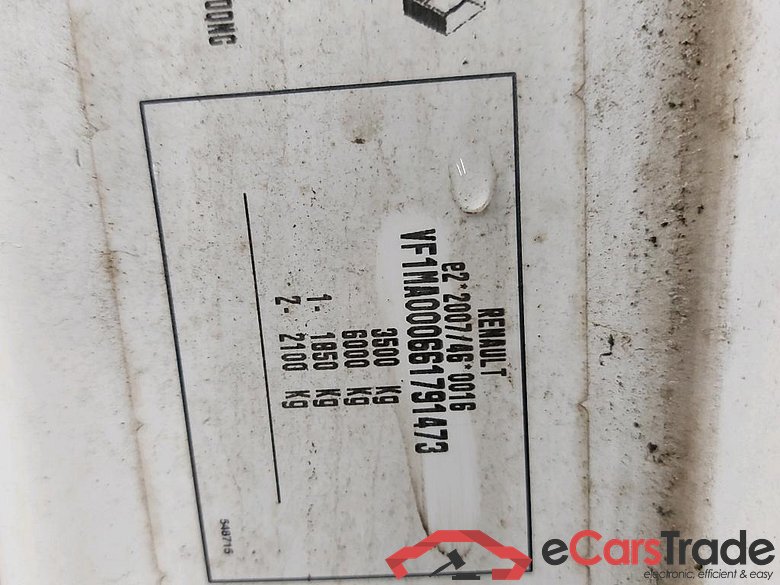 RENAULT
e2*2007/46*0016
VF1MA000661791473
3500 Kg
6000 Kg
1- 1850 Kg
2- 2100 Kg
548716
eCarsTrade
electronic, efficient & easy